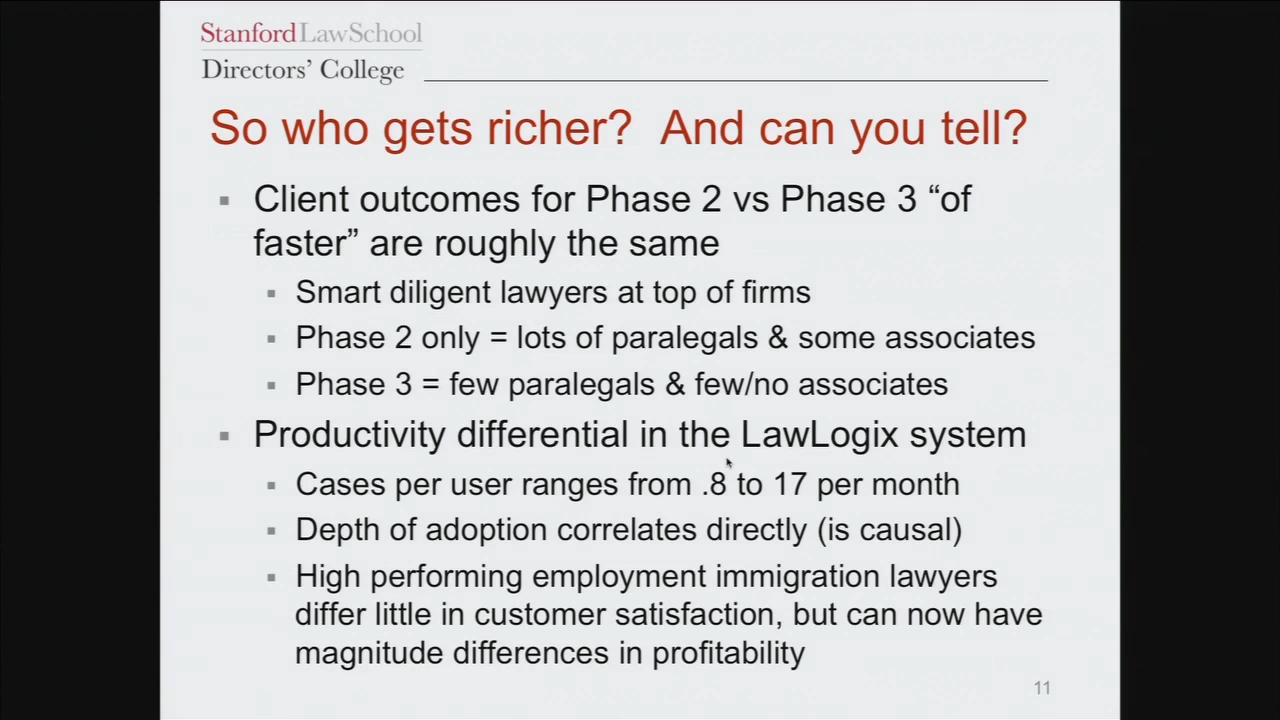 Stanford LawSchool
Directors’ College
So who gets richer? And can you tell?
Client outcomes for Phase 2 vs Phase 3 “of
faster” are roughly the same
Smart diligent lawyers at top of firms
Phase 2 only = lots of paralegals & some associates
Phase 3 = few paralegals & few/no associates
Productivity differential in the LawLogix system
Cases per user ranges from .8 to 17 per month
Depth of adoption correlates directly (is causal)
High performing employment immigration lawyers
differ little in customer satisfaction, but can now have
magnitude differences in profitability
11